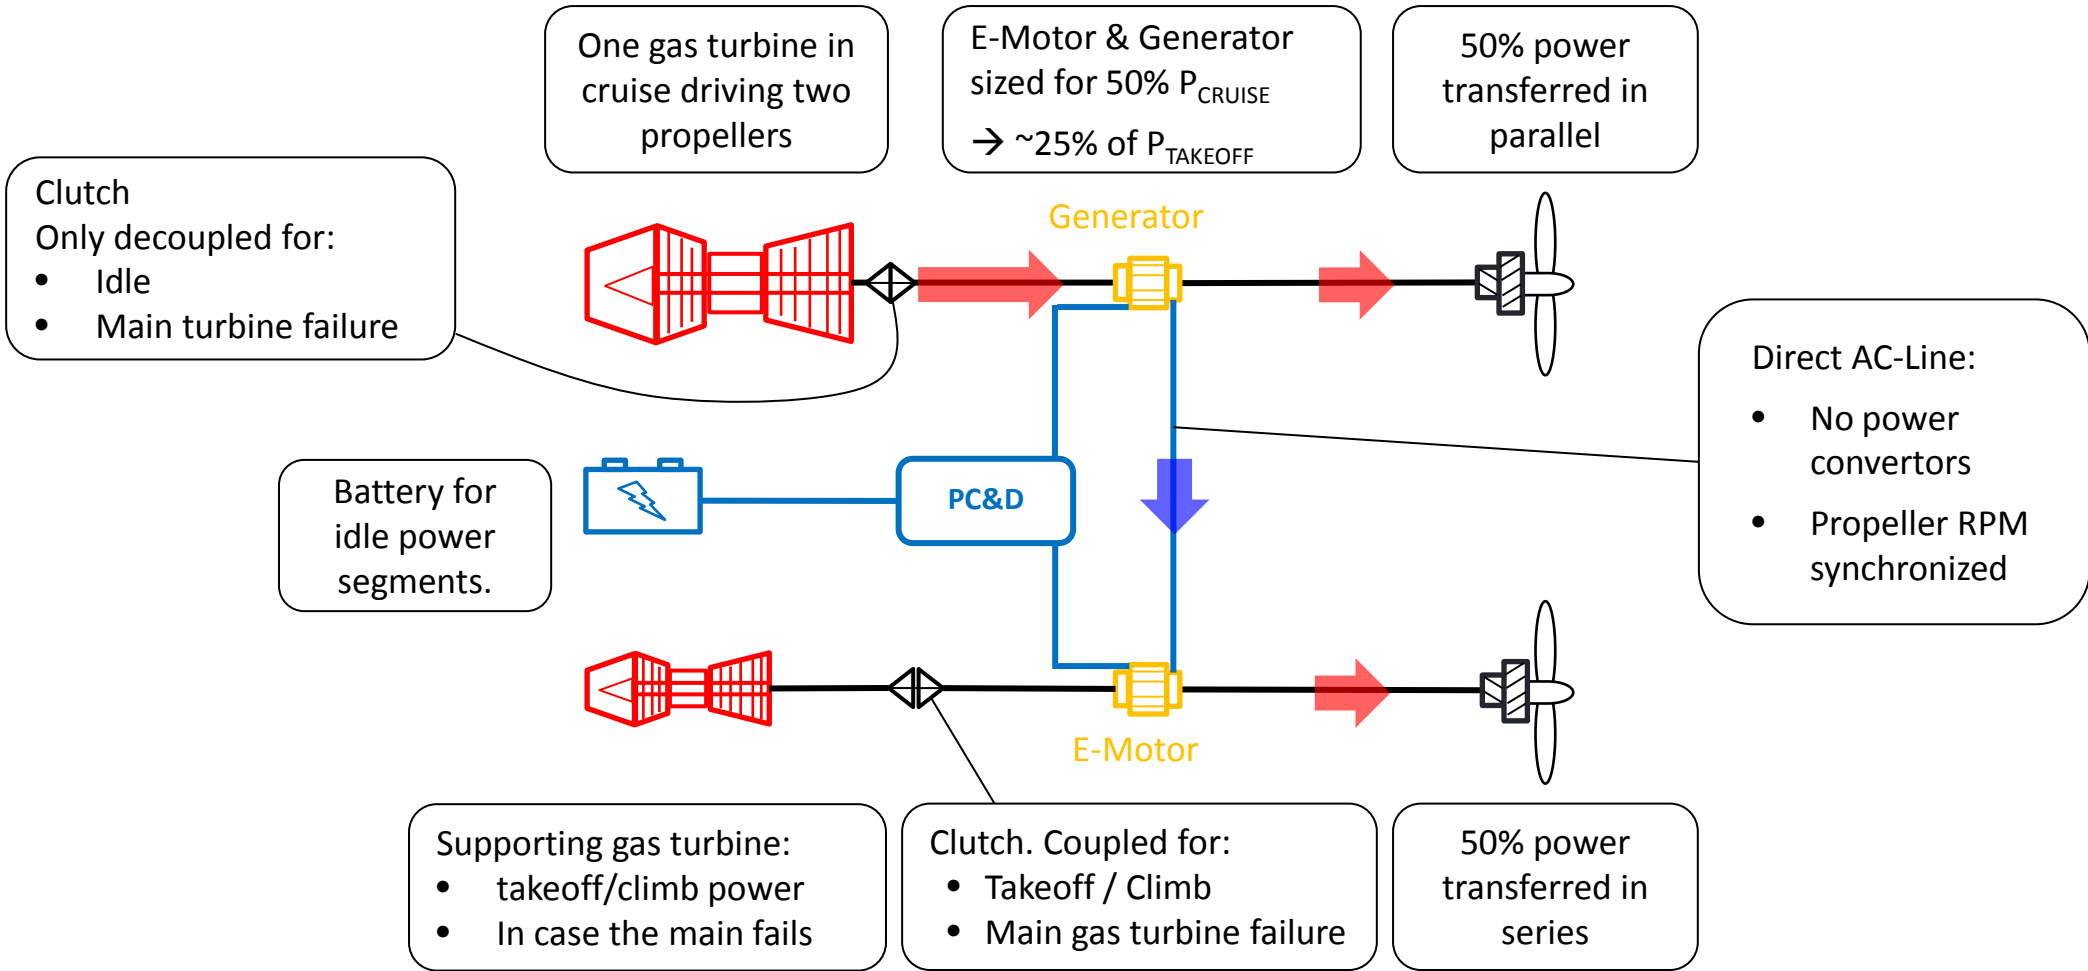 One gas turbine in
cruise driving two
propellers
E-Motor & Generator
sized for 50% P_CRUISE
→ ~25% of P_TAKEOFF
50% power
transferred in
parallel
Clutch
Only decoupled for:
• Idle
• Main turbine failure
Generator
Direct AC-Line:
• No power
convertors
• Propeller RPM
synchronized
Battery for
idle power
segments.
PC&D
E-Motor
Supporting gas turbine:
• takeoff/climb power
• In case the main fails
Clutch. Coupled for:
• Takeoff / Climb
• Main gas turbine failure
50% power
transferred in
series